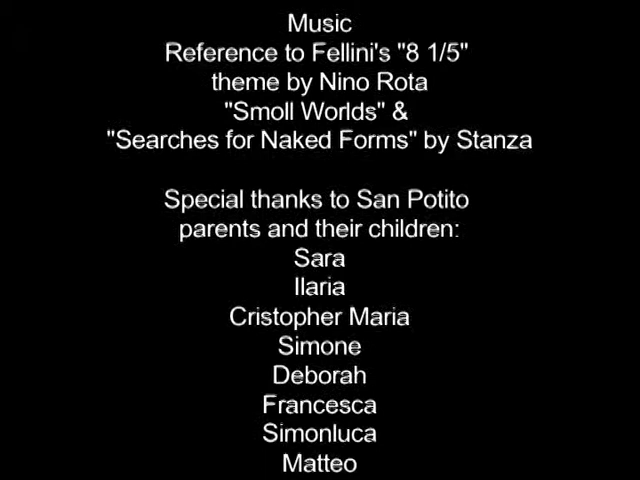 Music
Reference to Fellini's "8 1/5"
theme by Nino Rota
"Smoll Worlds" &
"Searches for Naked Forms" by Stanza
Special thanks to San Potito
parents and their children:
Sara
Ilaria
Cristopher Maria
Simone
Deborah
Francesca
Simonluca
Matteo